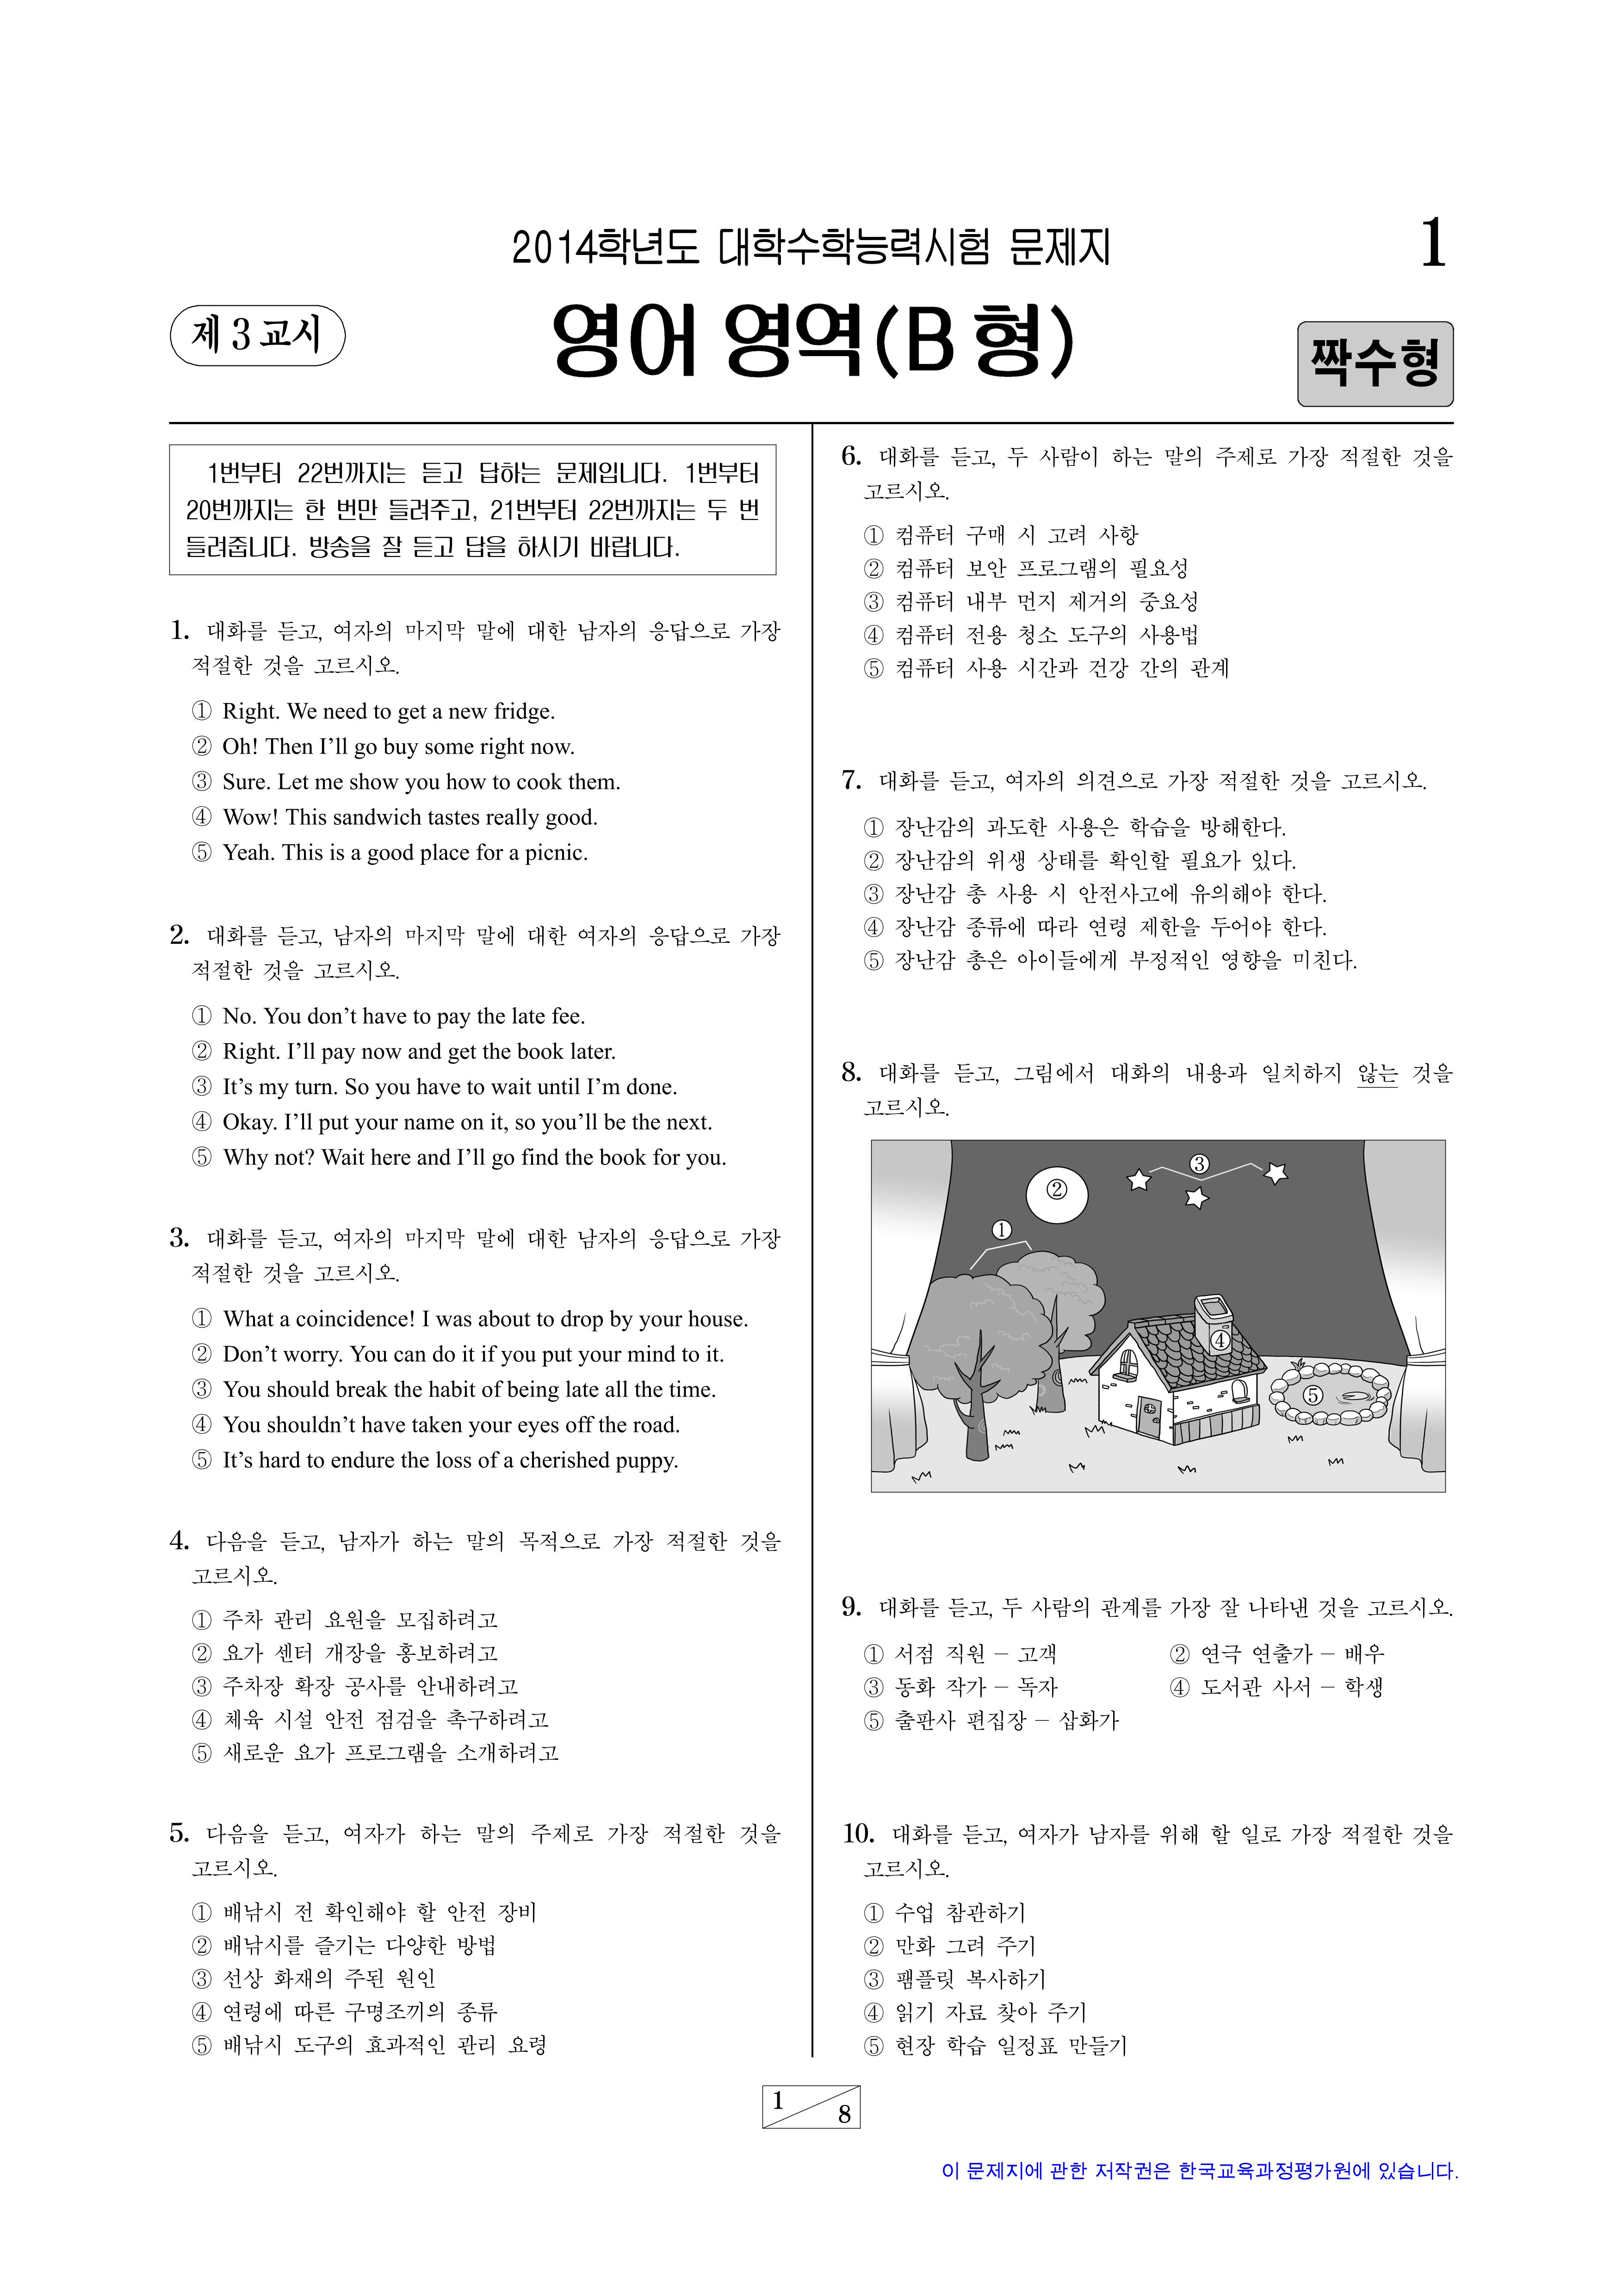 2014학년도 대학수학능력시험 문제지
1
제 3 교시
영어 영역(B 형)
짝수형
1번부터 22번까지는 듣고 답하는 문제입니다. 1번부터
20번까지는 한 번만 들려주고, 21번부터 22번까지는 두 번
들려줍니다. 방송을 잘 듣고 답을 하시기 바랍니다.
1. 대화를 듣고, 여자의 마지막 말에 대한 남자의 응답으로 가장
적절한 것을 고르시오.
① Right. We need to get a new fridge.
② Oh! Then I’ll go buy some right now.
③ Sure. Let me show you how to cook them.
④ Wow! This sandwich tastes really good.
⑤ Yeah. This is a good place for a picnic.
2. 대화를 듣고, 남자의 마지막 말에 대한 여자의 응답으로 가장
적절한 것을 고르시오.
① No. You don’t have to pay the late fee.
② Right. I’ll pay now and get the book later.
③ It’s my turn. So you have to wait until I’m done.
④ Okay. I’ll put your name on it, so you’ll be the next.
⑤ Why not? Wait here and I’ll go find the book for you.
3. 대화를 듣고, 여자의 마지막 말에 대한 남자의 응답으로 가장
적절한 것을 고르시오.
① What a coincidence! I was about to drop by your house.
② Don’t worry. You can do it if you put your mind to it.
③ You should break the habit of being late all the time.
④ You shouldn’t have taken your eyes off the road.
⑤ It’s hard to endure the loss of a cherished puppy.
4. 다음을 듣고, 남자가 하는 말의 목적으로 가장 적절한 것을
고르시오.
① 주차 관리 요원을 모집하려고
② 요가 센터 개장을 홍보하려고
③ 주차장 확장 공사를 안내하려고
④ 체육 시설 안전 점검을 촉구하려고
⑤ 새로운 요가 프로그램을 소개하려고
5. 다음을 듣고, 여자가 하는 말의 주제로 가장 적절한 것을
고르시오.
① 배낚시 전 확인해야 할 안전 장비
② 배낚시를 즐기는 다양한 방법
③ 선상 화재의 주된 원인
④ 연령에 따른 구명조끼의 종류
⑤ 배낚시 도구의 효과적인 관리 요령
6. 대화를 듣고, 두 사람이 하는 말의 주제로 가장 적절한 것을
고르시오.
① 컴퓨터 구매 시 고려 사항
② 컴퓨터 보안 프로그램의 필요성
③ 컴퓨터 내부 먼지 제거의 중요성
④ 컴퓨터 전용 청소 도구의 사용법
⑤ 컴퓨터 사용 시간과 건강 간의 관계
7. 대화를 듣고, 여자의 의견으로 가장 적절한 것을 고르시오.
① 장난감의 과도한 사용은 학습을 방해한다.
② 장난감의 위생 상태를 확인할 필요가 있다.
③ 장난감 총 사용 시 안전사고에 유의해야 한다.
④ 장난감 종류에 따라 연령 제한을 두어야 한다.
⑤ 장난감 총은 아이들에게 부정적인 영향을 미친다.
8. 대화를 듣고, 그림에서 대화의 내용과 일치하지 않는 것을
고르시오.
①
②
③
④
⑤
9. 대화를 듣고, 두 사람의 관계를 가장 잘 나타낸 것을 고르시오.
① 서점 직원 – 고객 ② 연극 연출가 – 배우
③ 동화 작가 – 독자 ④ 도서관 사서 – 학생
⑤ 출판사 편집장 – 삽화가
10. 대화를 듣고, 여자가 남자를 위해 할 일로 가장 적절한 것을
고르시오.
① 수업 참관하기
② 만화 그려 주기
③ 팸플릿 복사하기
④ 읽기 자료 찾아 주기
⑤ 현장 학습 일정표 만들기
1
8
이 문제지에 관한 저작권은 한국교육과정평가원에 있습니다.